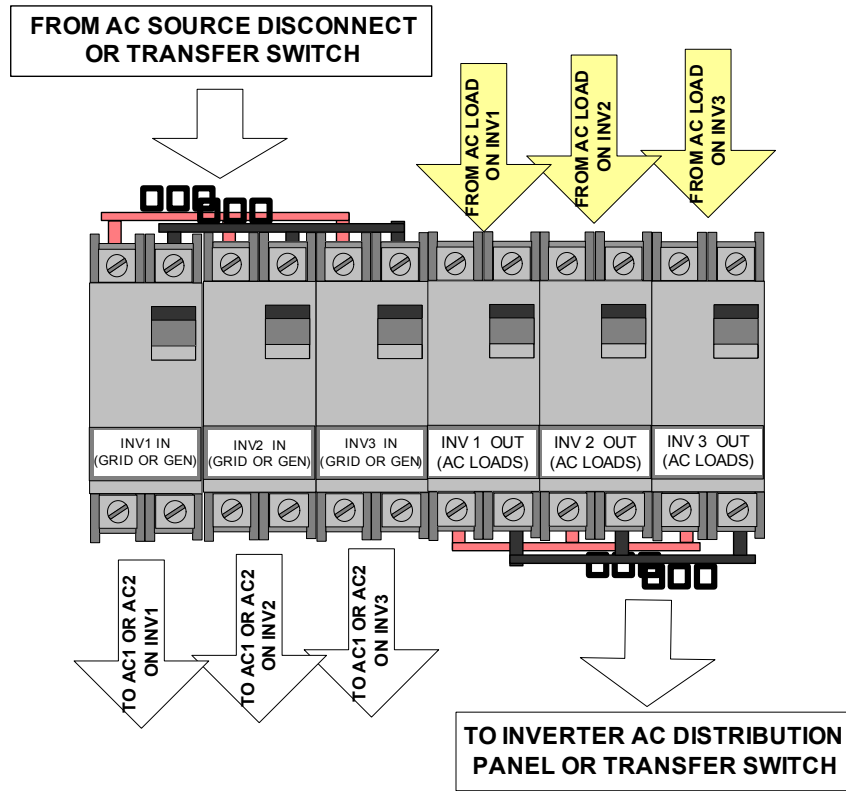 FROM AC SOURCE DISCONNECT
OR TRANSFER SWITCH
FROM AC LOAD
ON INV1
FROM AC LOAD
ON INV2
FROM AC LOAD
ON INV3
INV1 IN
(GRID OR GEN)
INV2 IN
(GRID OR GEN)
INV3 IN
(GRID OR GEN)
INV 1 OUT
(AC LOADS)
INV 2 OUT
(AC LOADS)
INV 3 OUT
(AC LOADS)
TO AC1 OR AC2
ON INV1
TO AC1 OR AC2
ON INV2
TO AC1 OR AC2
ON INV3
TO INVERTER AC DISTRIBUTION
PANEL OR TRANSFER SWITCH